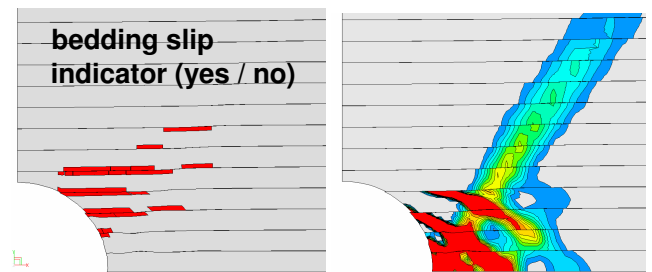 bedding slip
indicator (yes / no)
Y
X